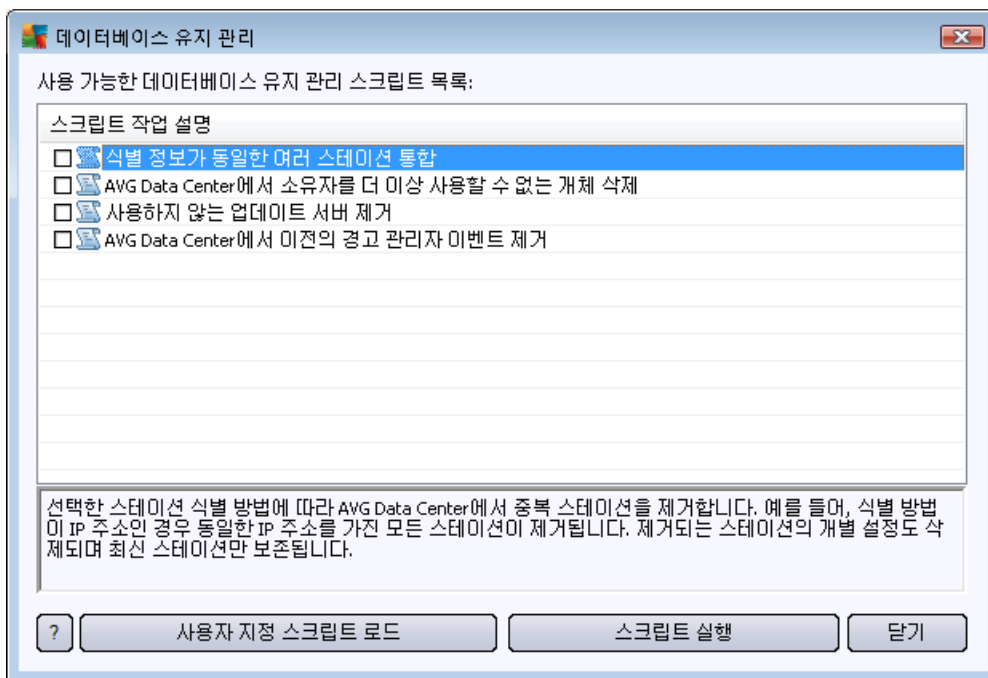 데이터베이스 유지 관리
사용 가능한 데이터베이스 유지 관리 스크립트 목록:
스크립트 작업 설명
식별 정보가 동일한 여러 스테이션 통합
AVG Data Center에서 소유자를 더 이상 사용할 수 없는 개체 삭제
사용하지 않는 업데이트 서버 제거
AVG Data Center에서 이전의 경고 관리자 이벤트 제거
선택한 스테이션 식별 방법에 따라 AVG Data Center에서 중복 스테이션을 제거합니다. 예를 들어, 식별 방법
이 IP 주소인 경우 동일한 IP 주소를 가진 모든 스테이션이 제거됩니다. 제거되는 스테이션의 개별 설정도 삭
제되며 최신 스테이션만 보존됩니다.
? 사용자 지정 스크립트 로드 스크립트 실행 닫기